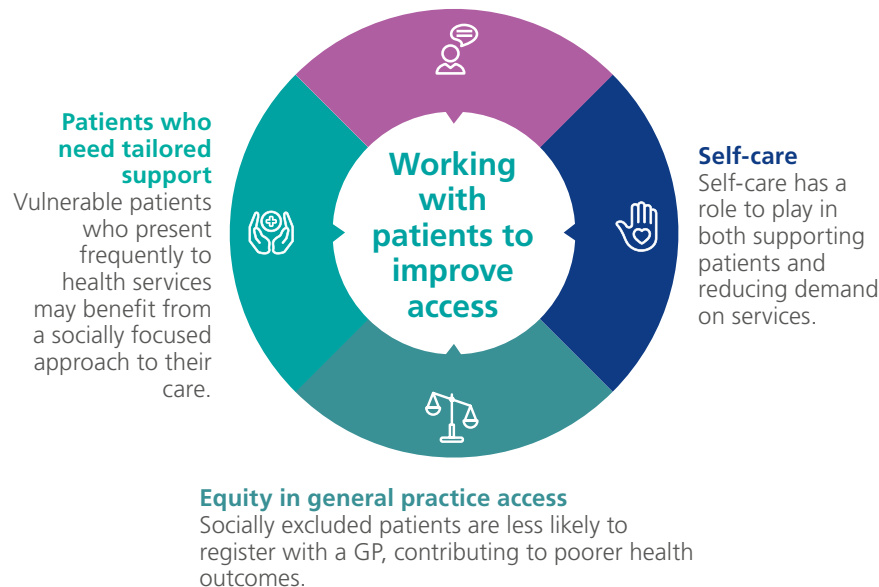 Patients who
need tailored
support
Vulnerable patients
who present
frequently to
health services
may benefit from
a socially focused
approach to their
care.
Working
with
patients to
improve
access
Self-care
Self-care has a
role to play in
both supporting
patients and
reducing demand
on services.
Equity in general practice access
Socially excluded patients are less likely to
register with a GP, contributing to poorer health
outcomes.